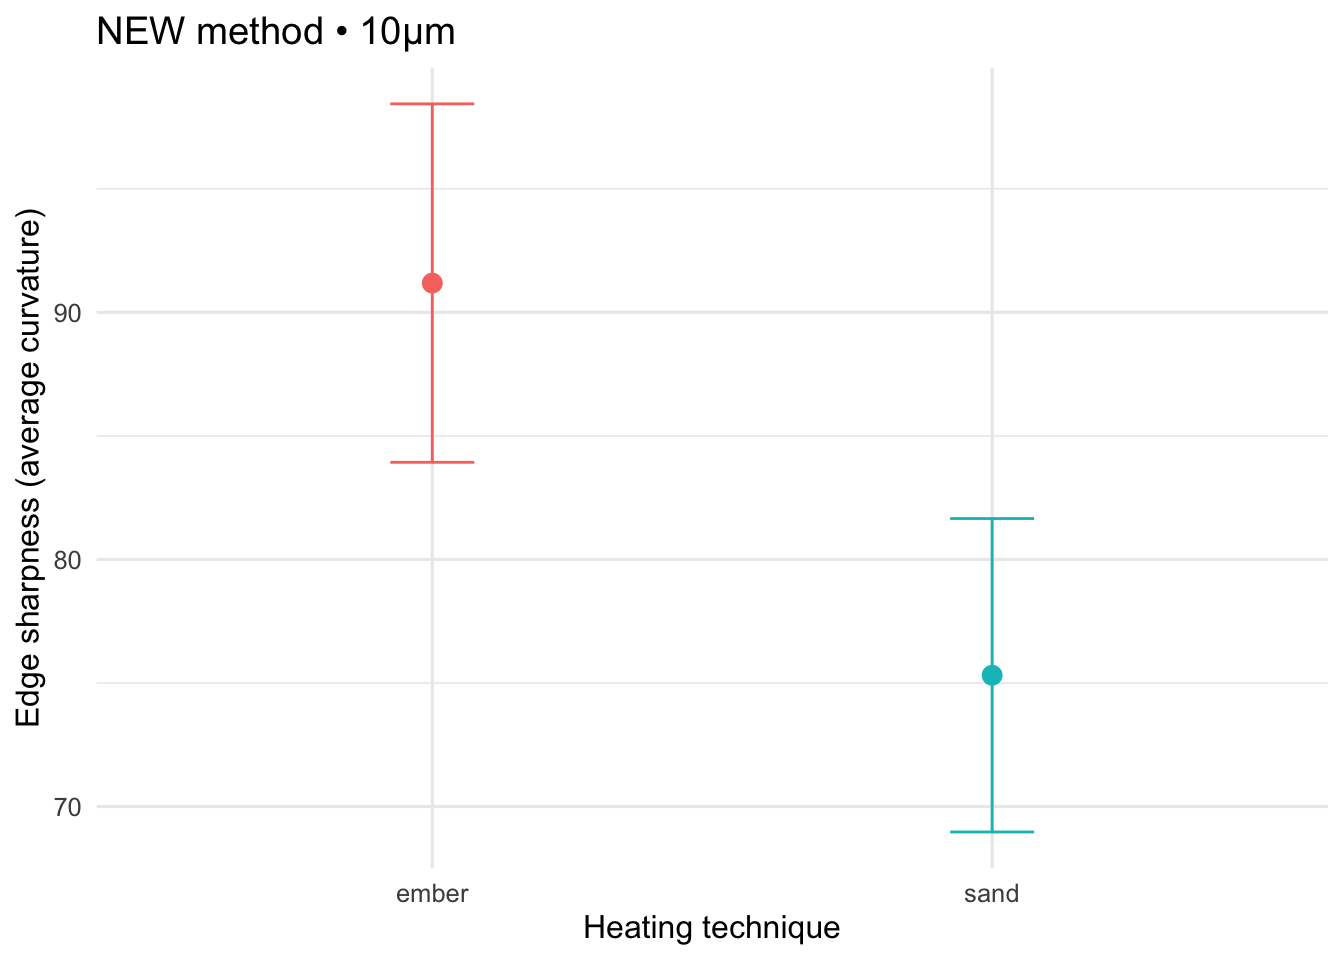 NEW method • 10µm
Edge sharpness (average curvature)
90
80
70
ember
sand
Heating technique